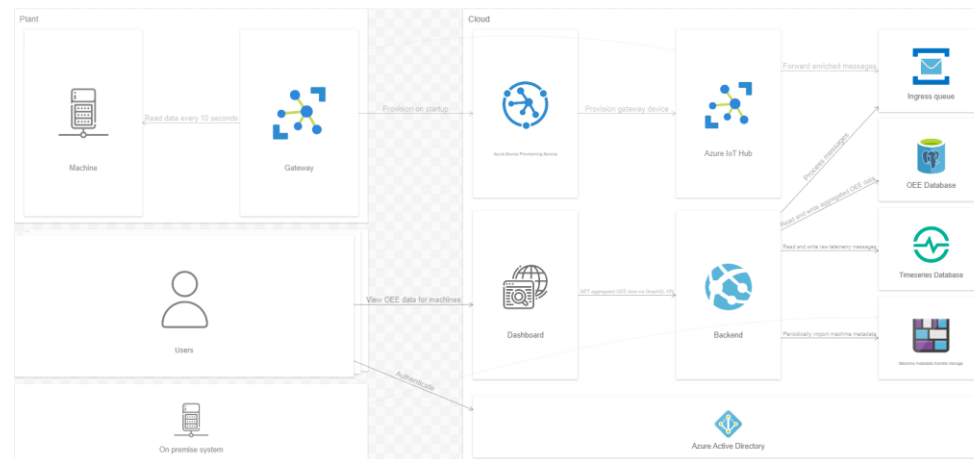 Plant
Cloud
Read data every 10 seconds
Provision on startup
Provision gateway device
Forward enriched messages
Machine
Gateway
Azure Device Provisioning Service
Azure IoT Hub
Ingress queue
Process messages
OEE Database
Read and write aggregated OEE data
Read and write raw telemetry messages
Timeseries Database
View OEE data for machines
GET aggregated OEE data via GraphQL API
Users
Dashboard
Backend
Periodically import machine metadata
Machine metadata transfer storage
Authenticate
On premise system
Azure Active Directory